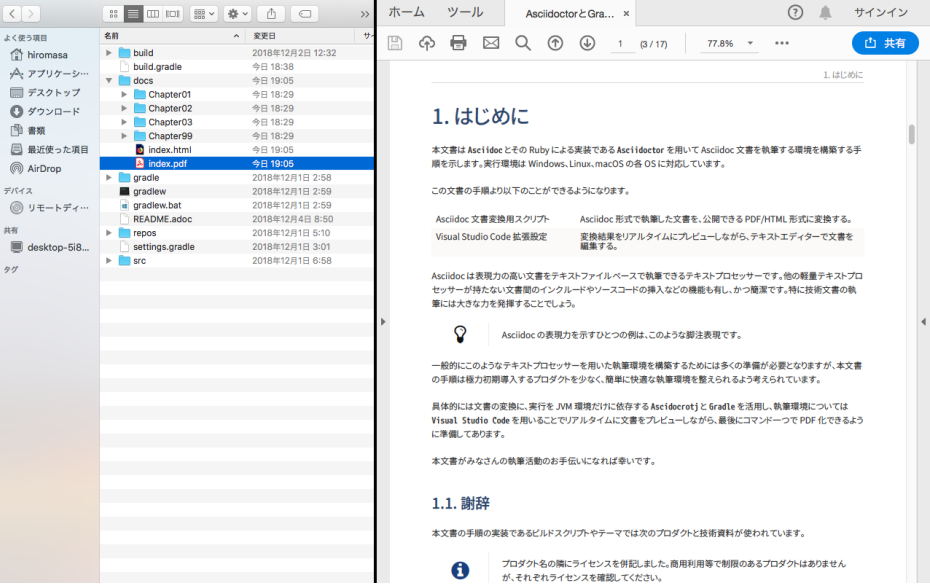 名前
変更日
サイ
よく使う項目
hiromasa
アプリケーシ…
デスクトップ
ダウンロード
書類
最近使った項目
AirDrop
デバイス
リモートディ…
共有
desktop-5i8...
タグ
build 2018年12月2日 12:32
build.gradle 今日 18:38
docs 今日 19:05
Chapter01 今日 18:29
Chapter02 今日 18:29
Chapter03 今日 18:29
Chapter99 今日 18:29
index.html 今日 19:05
index.pdf 今日 19:05
gradle 2018年12月1日 2:58
gradlew 2018年12月1日 2:59
gradlew.bat 2018年12月1日 2:59
README.adoc 2018年12月4日 8:50
repos 2018年12月1日 5:10
settings.gradle 2018年12月1日 3:01
src 2018年12月1日 6:58
ホーム ツール AsciidoctorとGra... × サインイン
1 (3 / 17) 77.8% 共有
1. はじめに
1. はじめに
本文書は Asciidoc とその Ruby による実装である Asciidoctor を用いて Asciidoc 文書を執筆する環境を構築する手
順を示します。実行環境は Windows、Linux、macOS の各 OS に対応しています。
この文書の手順より以下のことができるようになります。
Asciidoc 文書変換用スクリプト Asciidoc 形式で執筆した文書を、公開できる PDF/HTML 形式に変換する。
Visual Studio Code 拡張設定 変換結果をリアルタイムにプレビューしながら、テキストエディターで文書を
編集する。
Asciidoc は表現力の高い文書をテキストファイルベースで執筆できるテキストプロセッサーです。他の軽量テキストプロ
セッサーが持たない文書間のインクルードやソースコードの挿入などの機能も有し、かつ簡潔です。特に技術文書の執
筆には大きな力を発揮することでしょう。
Asciidoc の表現力を示すひとつの例は、このような脚注表現です。
一般的にこのようなテキストプロセッサーを用いた執筆環境を構築するためには多くの準備が必要となりますが、本文書
の手順は極力初期導入するプロダクトを少なく、簡単に快適な執筆環境を整えられるよう考えられています。
具体的には文書の変換に、実行を JVM 環境だけに依存する Asciidocrotj と Gradle を活用し、執筆環境については
Visual Studio Code を用いることでリアルタイムに文書をプレビューしながら、最後にコマンド一つで PDF 化できるよう
に準備してあります。
本文書がみなさんの執筆活動のお手伝いになれば幸いです。
1.1. 謝辞
本文書の手順の実装であるビルドスクリプトやテーマでは次のプロダクトと技術資料が使われています。
プロダクト名の隣にライセンスを併記しました。商用利用等で制限のあるプロダクトはありません
が、それぞれライセンスを確認してください。